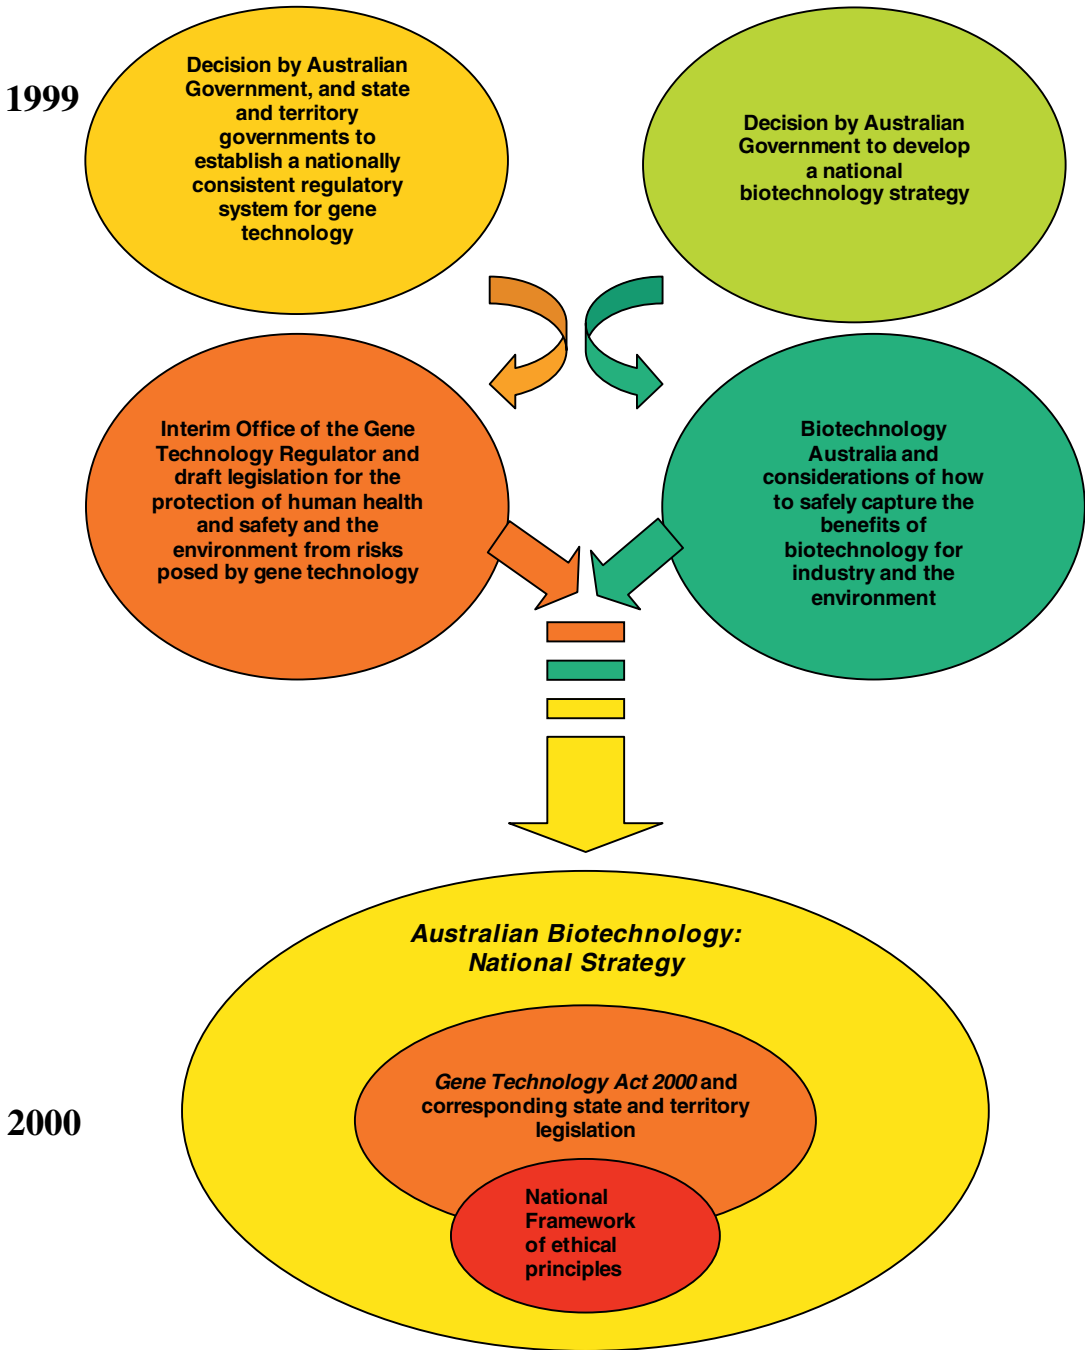 1999
Decision by Australian
Government, and state
and territory
governments to
establish a nationally
consistent regulatory
system for gene
technology
Decision by Australian
Government to develop
a national
biotechnology strategy
Interim Office of the Gene
Technology Regulator and
draft legislation for the
protection of human health
and safety and the
environment from risks
posed by gene technology
Biotechnology
Australia and
considerations of how
to safely capture the
benefits of
biotechnology for
industry and the
environment
Australian Biotechnology:
National Strategy
2000
Gene Technology Act 2000 and
corresponding state and territory
legislation
National
Framework
of ethical
principles